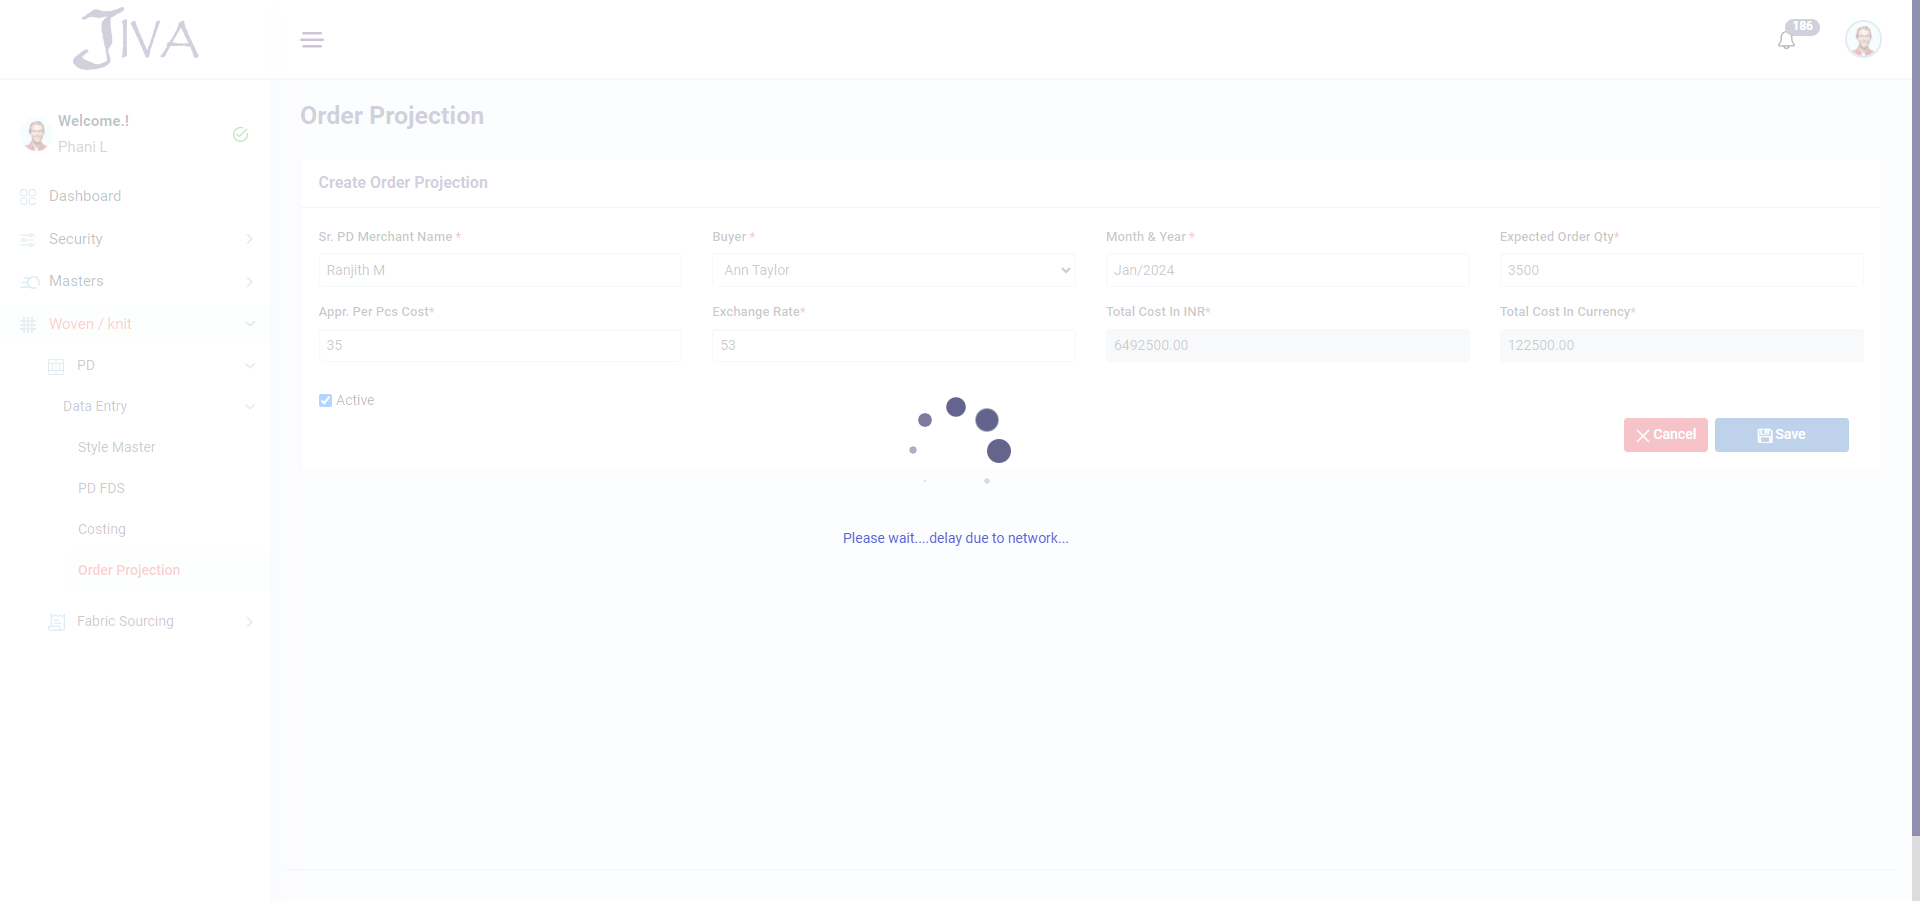 JIVA
186
Welcome.!
Phani L
Dashboard
Security
Masters
Woven / knit
PD
Data Entry
Style Master
PD FDS
Costing
Order Projection
Fabric Sourcing
Order Projection
Create Order Projection
Sr. PD Merchant Name * Buyer * Month & Year * Expected Order Qty*
Ranjith M Ann Taylor Jan/2024 3500
Appr. Per Pcs Cost* Exchange Rate* Total Cost In INR* Total Cost In Currency*
35 53 6492500.00 122500.00
Active
Cancel Save
Please wait....delay due to network...